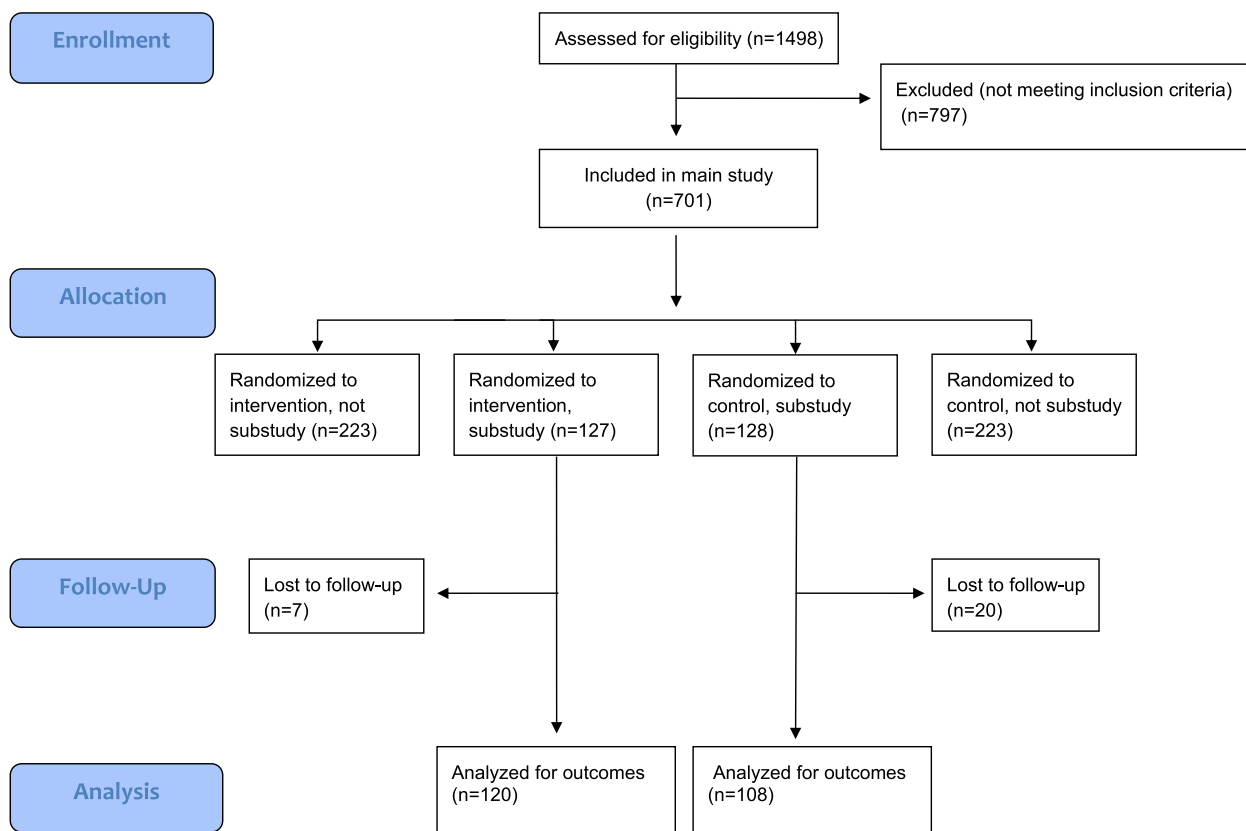 Enrollment
Assessed for eligibility (n=1498)
Excluded (not meeting inclusion criteria)
(n=797)
Included in main study
(n=701)
Allocation
Randomized to
intervention, not
substudy (n=223)
Randomized to
intervention,
substudy (n=127)
Randomized to
control, substudy
(n=128)
Randomized to
control, not substudy
(n=223)
Follow-Up
Lost to follow-up
(n=7)
Lost to follow-up
(n=20)
Analysis
Analyzed for outcomes
(n=120)
Analyzed for outcomes
(n=108)